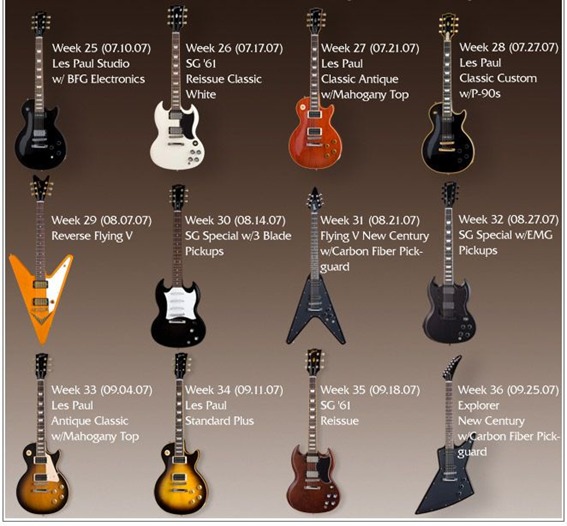 Week 25 (07.10.07)
Les Paul Studio
w/ BFG Electronics
Week 26 (07.17.07)
SG '61
Reissue Classic
White
Week 27 (07.21.07)
Les Paul
Classic Antique
w/Mahogany Top
Week 28 (07.27.07)
Les Paul
Classic Custom
w/P-90s
Week 29 (08.07.07)
Reverse Flying V
Week 30 (08.14.07)
SG Special w/3 Blade
Pickups
Week 31 (08.21.07)
Flying V New Century
w/Carbon Fiber Pick-
guard
Week 32 (08.27.07)
SG Special w/EMG
Pickups
Week 33 (09.04.07)
Les Paul
Antique Classic
w/Mahogany Top
Week 34 (09.11.07)
Les Paul
Standard Plus
Week 35 (09.18.07)
SG '61
Reissue
Week 36 (09.25.07)
Explorer
New Century
w/Carbon Fiber Pick-
guard